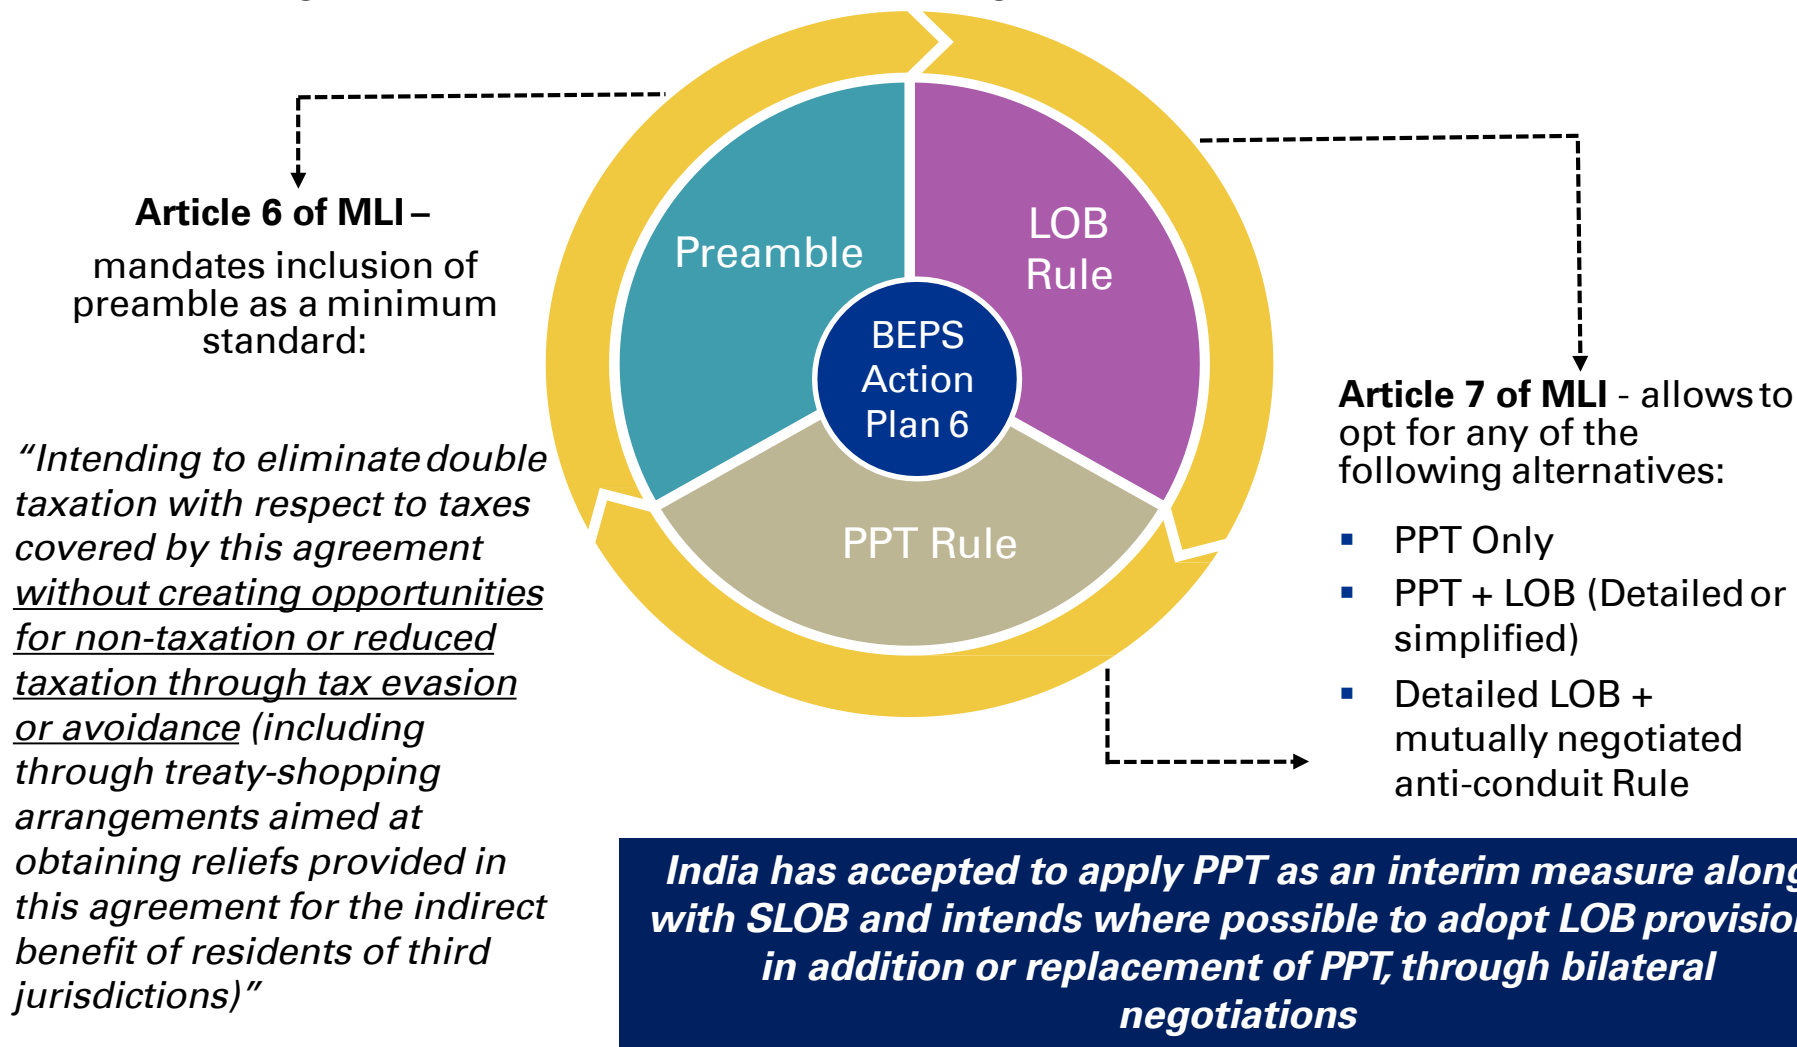 Article 6 of MLI –
mandates inclusion of
preamble as a minimum
standard:
“Intending to eliminate double
taxation with respect to taxes
covered by this agreement
without creating opportunities
for non-taxation or reduced
taxation through tax evasion
or avoidance (including
through treaty-shopping
arrangements aimed at
obtaining reliefs provided in
this agreement for the indirect
benefit of residents of third
jurisdictions)”
Preamble
LOB
Rule
BEPS
Action
Plan 6
PPT Rule
Article 7 of MLI - allows to
opt for any of the
following alternatives:
▪ PPT Only
▪ PPT + LOB (Detailed or
simplified)
▪ Detailed LOB +
mutually negotiated
anti-conduit Rule
India has accepted to apply PPT as an interim measure along
with SLOB and intends where possible to adopt LOB provision
in addition or replacement of PPT, through bilateral
negotiations